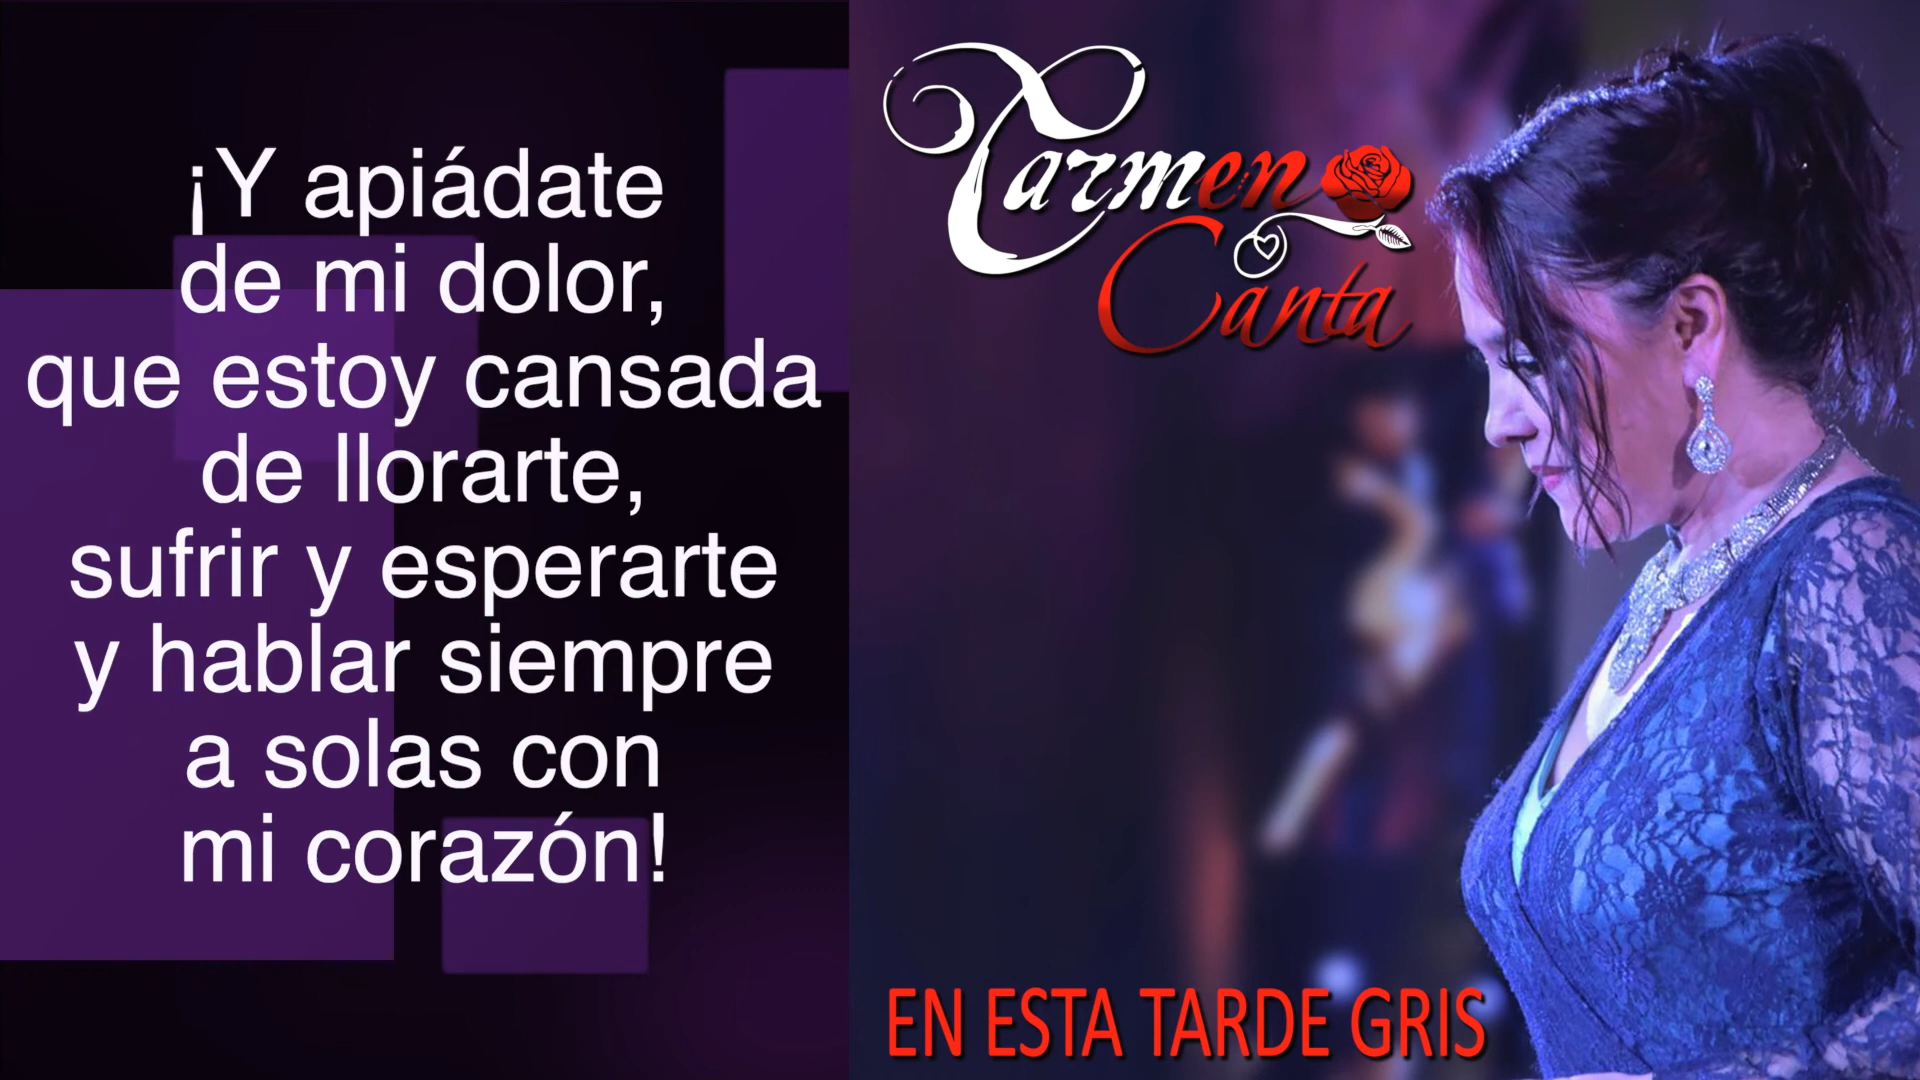 ¡Y apiádate
de mi dolor,
que estoy cansada
de llorarte,
sufrir y esperarte
y hablar siempre
a solas con
mi corazón!
Carmen
Canta
EN ESTA TARDE GRIS